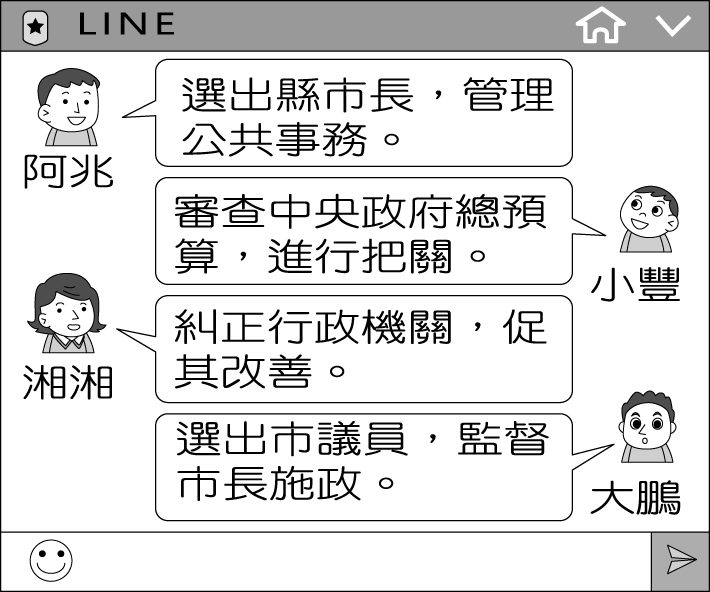 LINE
選出縣市長，管理
公共事務。
阿兆
審查中央政府總預
算，進行把關。
小豐
糾正行政機關，促
其改善。
湘湘
選出市議員，監督
市長施政。
大鵬